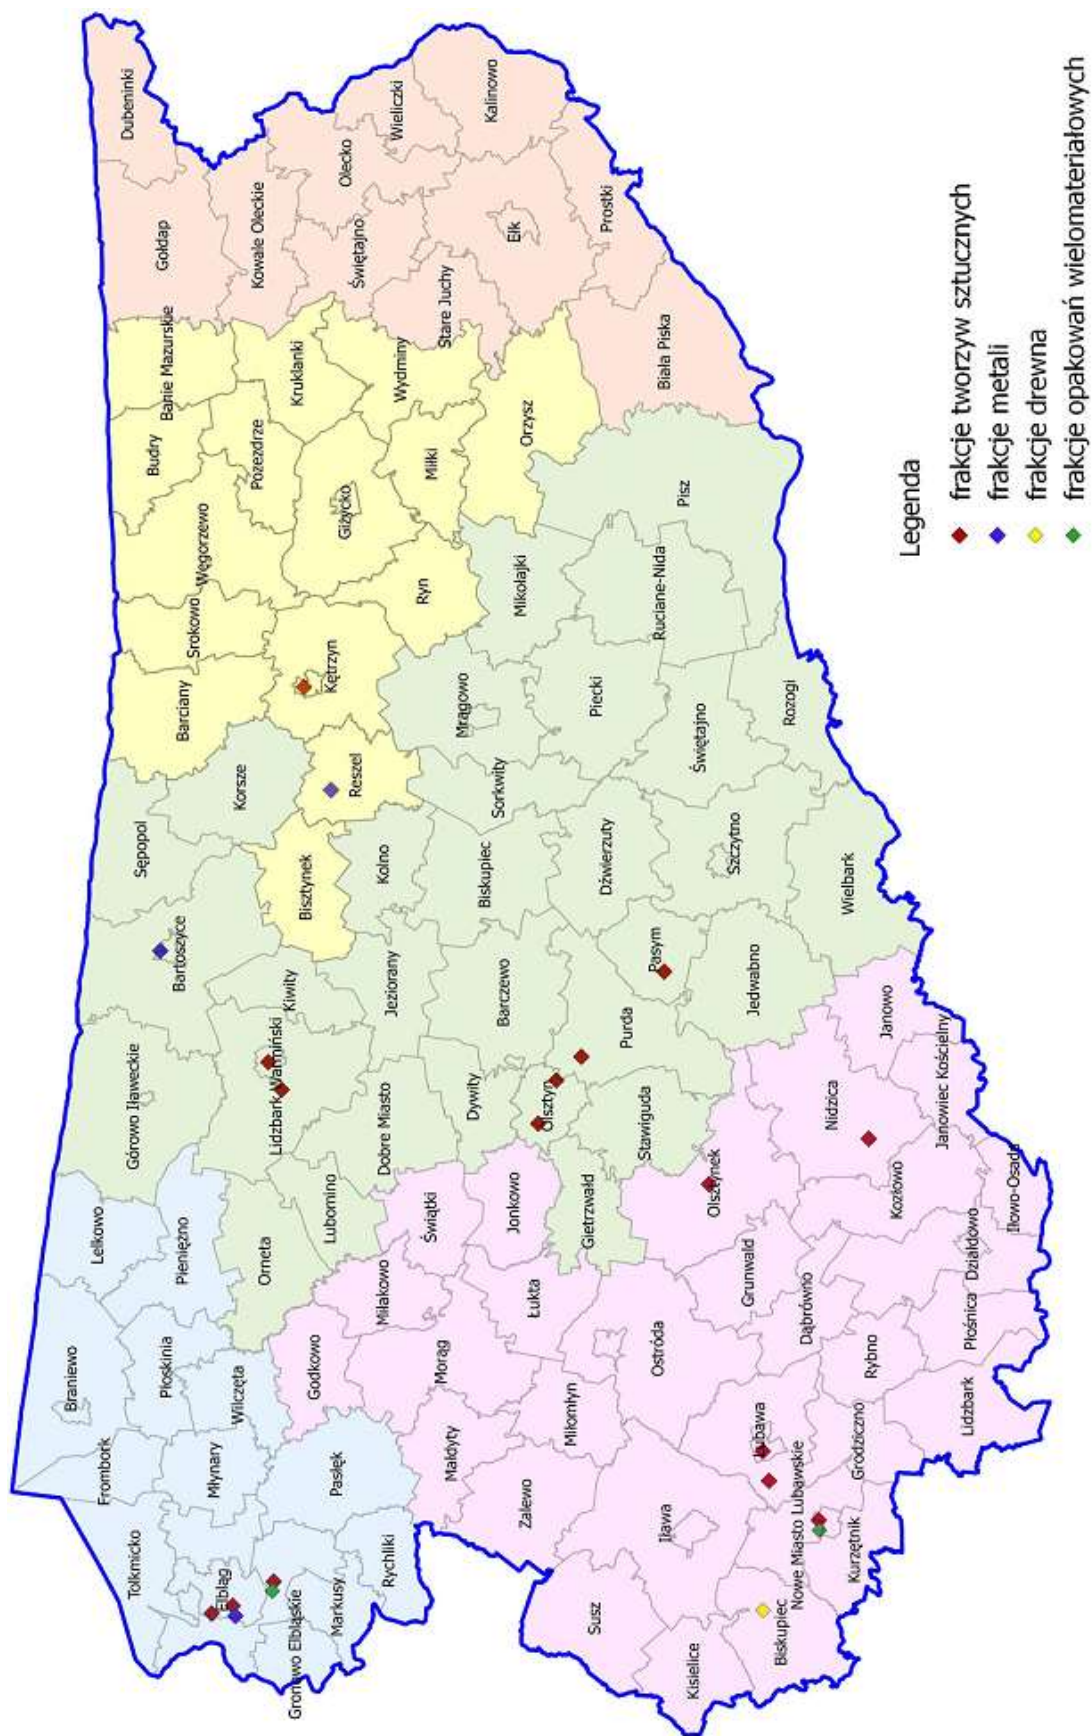 Dubeninki
Gołdap
Banie Mazurskie
Budry
Węgorzewo
Srokowo
Barciany
Sępopol
Bartoszyce
Górowo Iławeckie
Lelkowo
Braniewo
Frombork
Tolkmicko
Kowale Oleckie
Kruklanki
Pozezdrze
Korsze
Kiwity
Lidzbark Warmiński
Orneta
Pieniężno
Płoskinia
Wilczęta
Młynary
Elbląg
Gronowo Elbląskie
Markusy
Rychliki
Pasłęk
Godkowo
Lubomino
Dobre Miasto
Jeziorany
Bisztynek
Kolno
Reszel
Kętrzyn
Giżycko
Wydminy
Świętajno
Olecko
Wieliczki
Kalinowo
Ełk
Stare Juchy
Miłki
Ryn
Mrągowo
Sorkwity
Biskupiec
Barczewo
Dywity
Świątki
Miłakowo
Morąg
Małdyty
Zalewo
Miłomłyn
Łukta
Jonkowo
Olsztyn
Gietrzwałd
Stawiguda
Purda
Pasym
Dźwierzuty
Piecki
Mikołajki
Orzysz
Prostki
Biała Piska
Pisz
Ruciane-Nida
Świętajno
Szczytno
Jedwabno
Olsztynek
Ostróda
Iława
Susz
Kisielice
Biskupiec
Nowe Miasto Lubawskie
Lubawa
Grunwald
Dąbrówno
Nidzica
Janowo
Wielbark
Rozogi
Kurzętnik
Grodziczno
Rybno
Kozłowo
Janowiec Kościelny
Lidzbark
Płośnica
Działdowo
Iłowo-Osada
Legenda
frakcje tworzyw sztucznych
frakcje metali
frakcje drewna
frakcje opakowań wielomateriałowych